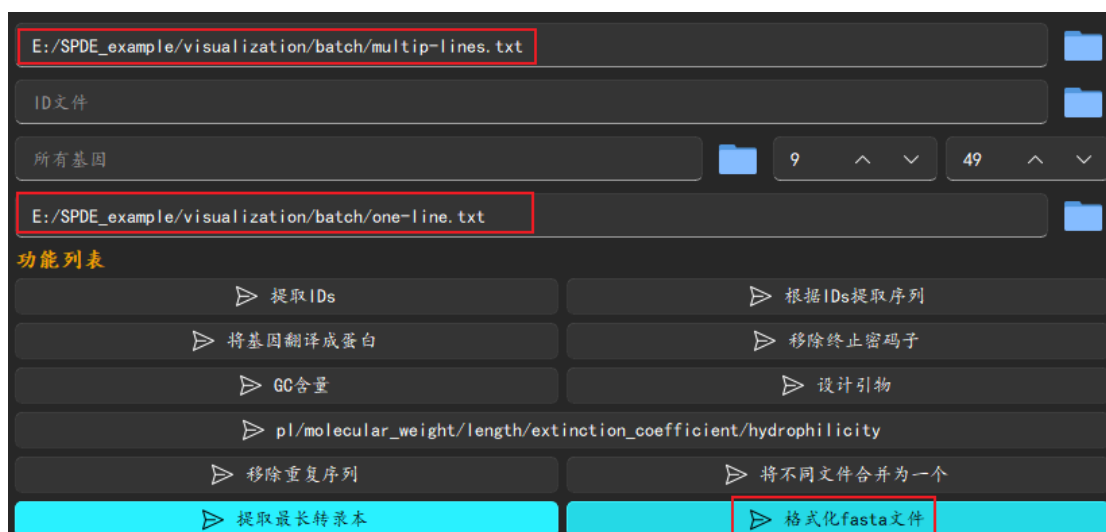 E:/SPDE_example/visualization/batch/multip-lines.txt
ID文件
所有基因 9 49
E:/SPDE_example/visualization/batch/one-line.txt
功能列表
提取IDs 根据IDs提取序列
将基因翻译成蛋白 移除终止密码子
GC含量 设计引物
pl/molecular_weight/length/extinction_coefficient/hydrophilicity
移除重复序列 将不同文件合并为一个
提取最长转录本 格式化fasta文件